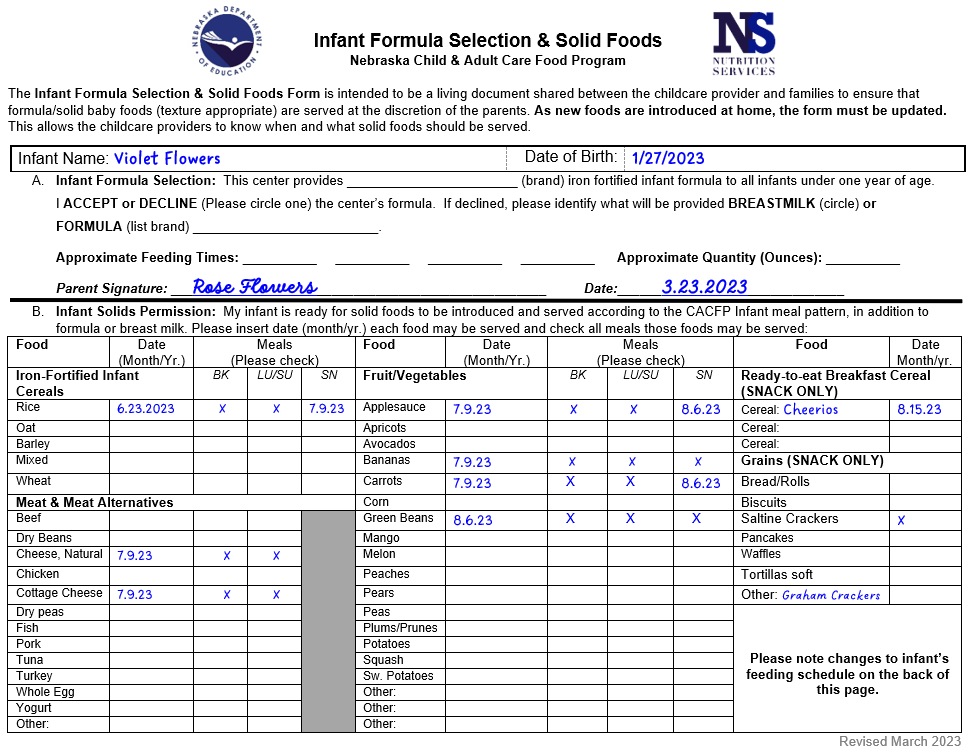 NEBRASKA DEPARTMENT
OF EDUCATION
Infant Formula Selection & Solid Foods
Nebraska Child & Adult Care Food Program
NS
NUTRITION
SERVICES
The Infant Formula Selection & Solid Foods Form is intended to be a living document shared between the childcare provider and families to ensure that
formula/solid baby foods (texture appropriate) are served at the discretion of the parents. As new foods are introduced at home, the form must be updated.
This allows the childcare providers to know when and what solid foods should be served.
Infant Name: Violet Flowers Date of Birth: 1/27/2023
A. Infant Formula Selection: This center provides ________________________ (brand) iron fortified infant formula to all infants under one year of age.
I ACCEPT or DECLINE (Please circle one) the center's formula. If declined, please identify what will be provided BREASTMILK (circle) or
FORMULA (list brand) __________________________.
Approximate Feeding Times: __________ __________ __________ __________ Approximate Quantity (Ounces): __________
Parent Signature: Rose Flowers Date: 3.23.2023
B. Infant Solids Permission: My infant is ready for solid foods to be introduced and served according to the CACFP Infant meal pattern, in addition to
formula or breast milk. Please insert date (month/yr.) each food may be served and check all meals those foods may be served:
Food Date Meals Food Date Meals Food Date
(Month/Yr.) (Please check) (Month/Yr.) (Please check) Month/yr.
Iron-Fortified Infant BK LU/SU SN Fruit/Vegetables BK LU/SU SN Ready-to-eat Breakfast Cereal
Cereals (SNACK ONLY)
Rice 6.23.2023 x x 7.9.23 Applesauce 7.9.23 x x 8.6.23 Cereal: Cheerios 8.15.23
Oat Apricots Cereal:
Barley Avocados Cereal:
Mixed Bananas 7.9.23 x x x Grains (SNACK ONLY)
Wheat Carrots 7.9.23 X X 8.6.23 Bread/Rolls
Meat & Meat Alternatives Corn Biscuits
Beef Green Beans 8.6.23 X X X Saltine Crackers x
Dry Beans Mango Pancakes
Cheese, Natural 7.9.23 x x Melon Waffles
Chicken Peaches Tortillas soft
Cottage Cheese 7.9.23 x x Pears Other: Graham Crackers
Dry peas Peas
Fish Plums/Prunes
Pork Potatoes
Tuna Squash Please note changes to infant's
Turkey Sw. Potatoes feeding schedule on the back of
Whole Egg Other: this page.
Yogurt Other:
Other: Other:
Revised March 2023